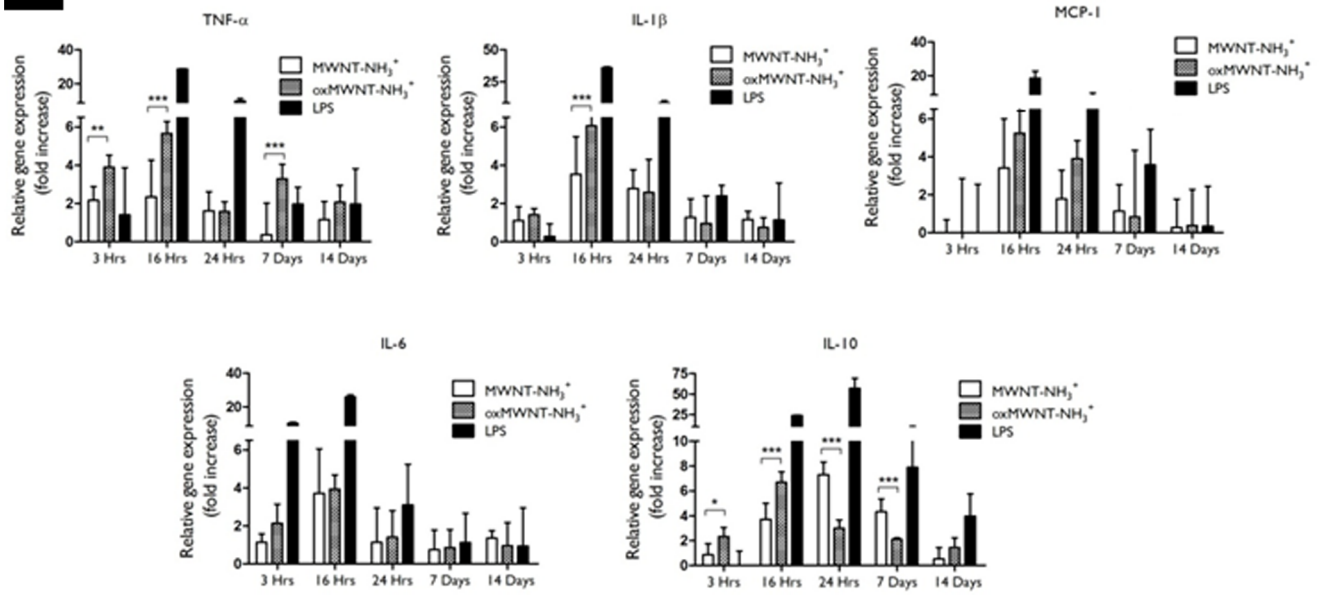 TNF-α
Relative gene expression
(fold increase)
40
20
6
4
2
0
**
***
***
MWNT-NH3+
oxMWNT-NH3+
LPS
3 Hrs 16 Hrs 24 Hrs 7 Days 14 Days
IL-1β
Relative gene expression
(fold increase)
50
25
6
4
2
0
***
MWNT-NH3+
oxMWNT-NH3+
LPS
3 Hrs 16 Hrs 24 Hrs 7 Days 14 Days
MCP-1
Relative gene expression
(fold increase)
40
20
6
4
2
0
MWNT-NH3+
oxMWNT-NH3+
LPS
3 Hrs 16 Hrs 24 Hrs 7 Days 14 Days
IL-6
Relative gene expression
(fold increase)
40
20
6
4
2
0
MWNT-NH3+
oxMWNT-NH3+
LPS
3 Hrs 16 Hrs 24 Hrs 7 Days 14 Days
IL-10
Relative gene expression
(fold increase)
75
50
25
10
8
6
4
2
0
*
***
***
***
MWNT-NH3+
oxMWNT-NH3+
LPS
3 Hrs 16 Hrs 24 Hrs 7 Days 14 Days